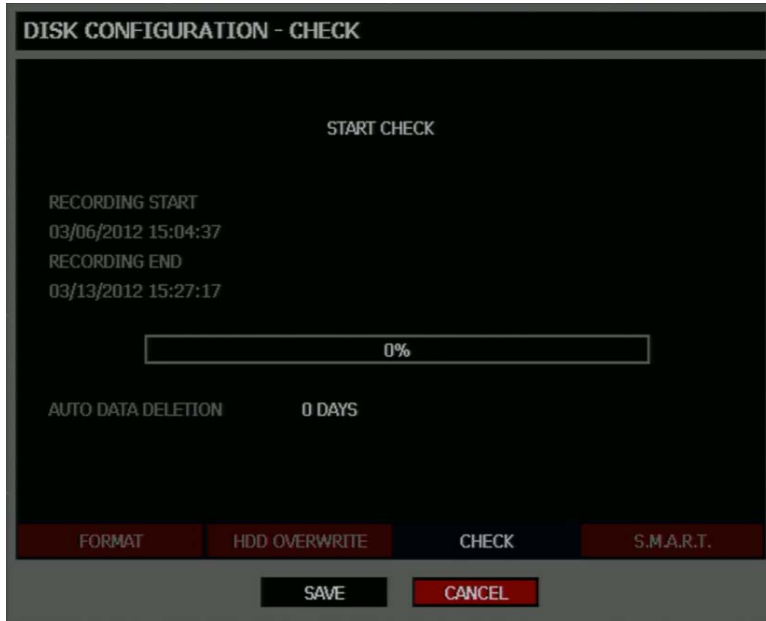 DISK CONFIGURATION - CHECK
START CHECK
RECORDING START
03/06/2012 15:04:37
RECORDING END
03/13/2012 15:27:17
0%
AUTO DATA DELETION 0 DAYS
FORMAT HDD OVERWRITE CHECK S.M.A.R.T.
SAVE CANCEL